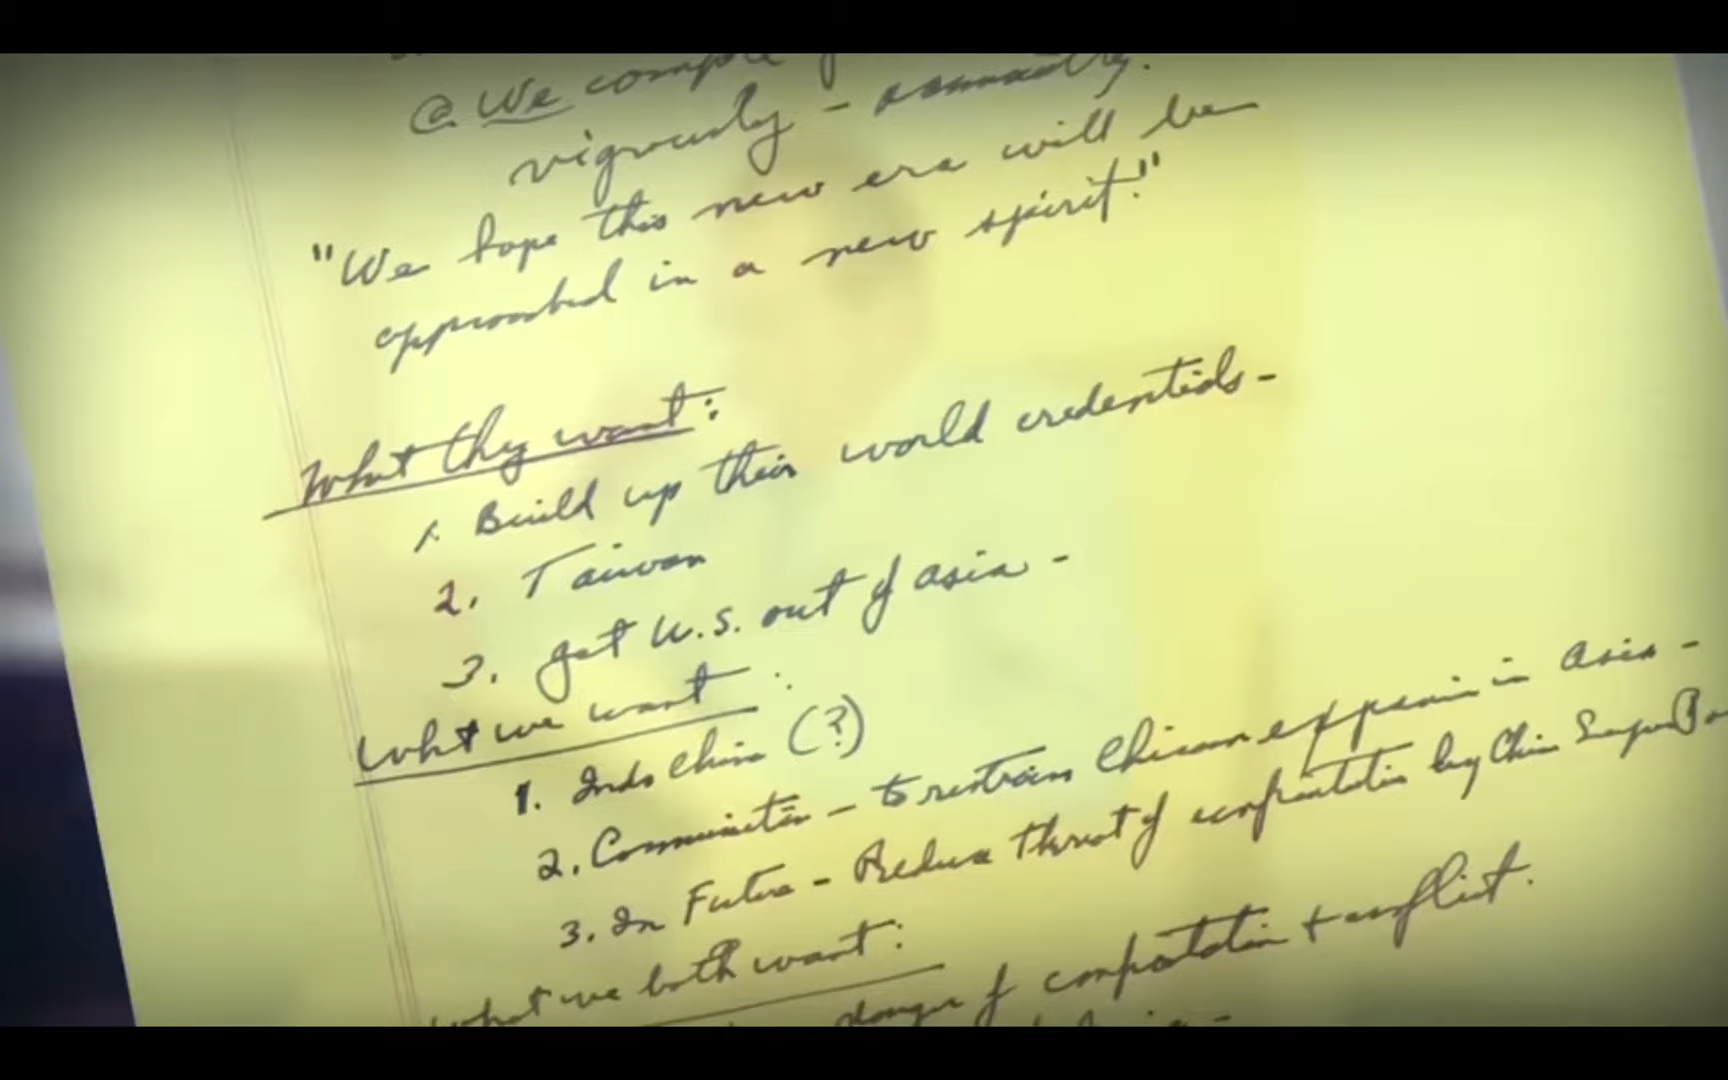 @ We compete
vigrously - economically.
"We hope this new era will be
approached in a new spirit."
What they want:
1. Build up their world credentials -
2. Taiwan
3. get U.S. out of asia -
What we want:
1. Indo China (?)
2. Communists - to restrain Chicom expansion in Asia -
3. In Future - Reduce threat of confrontation by China Super
What we both want:
danger of confrontation + conflict.